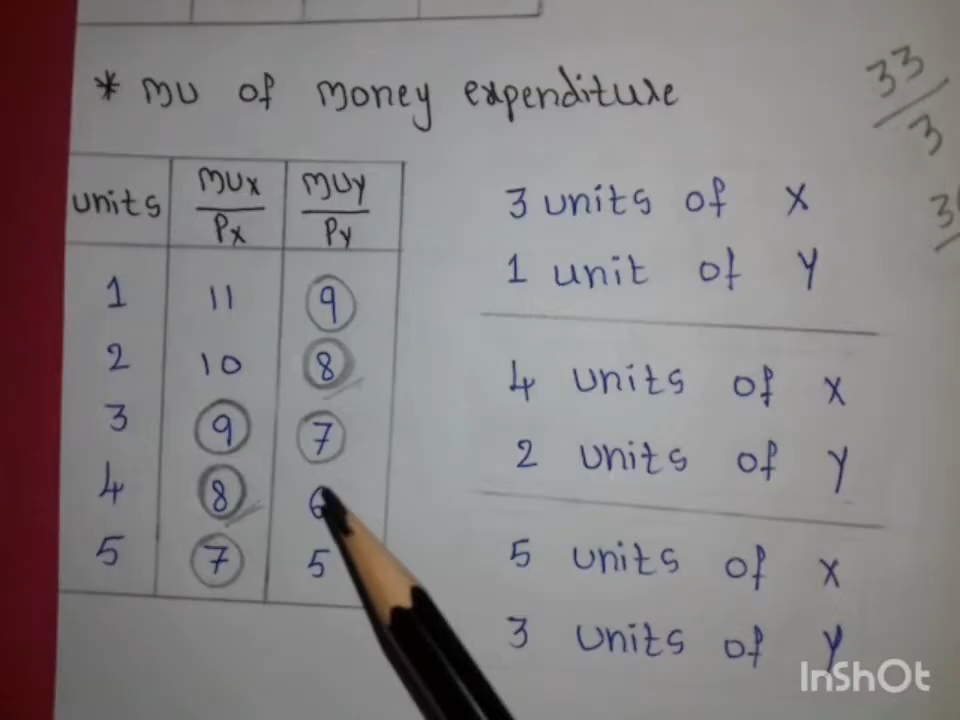 * MU of Money expenditure
33/3
units MUx/Px MUy/Py
1 11 9
2 10 8
3 9 7
4 8 6
5 7 5
3 units of X
1 unit of Y
4 units of X
2 units of Y
5 units of X
3 units of Y
InShOt